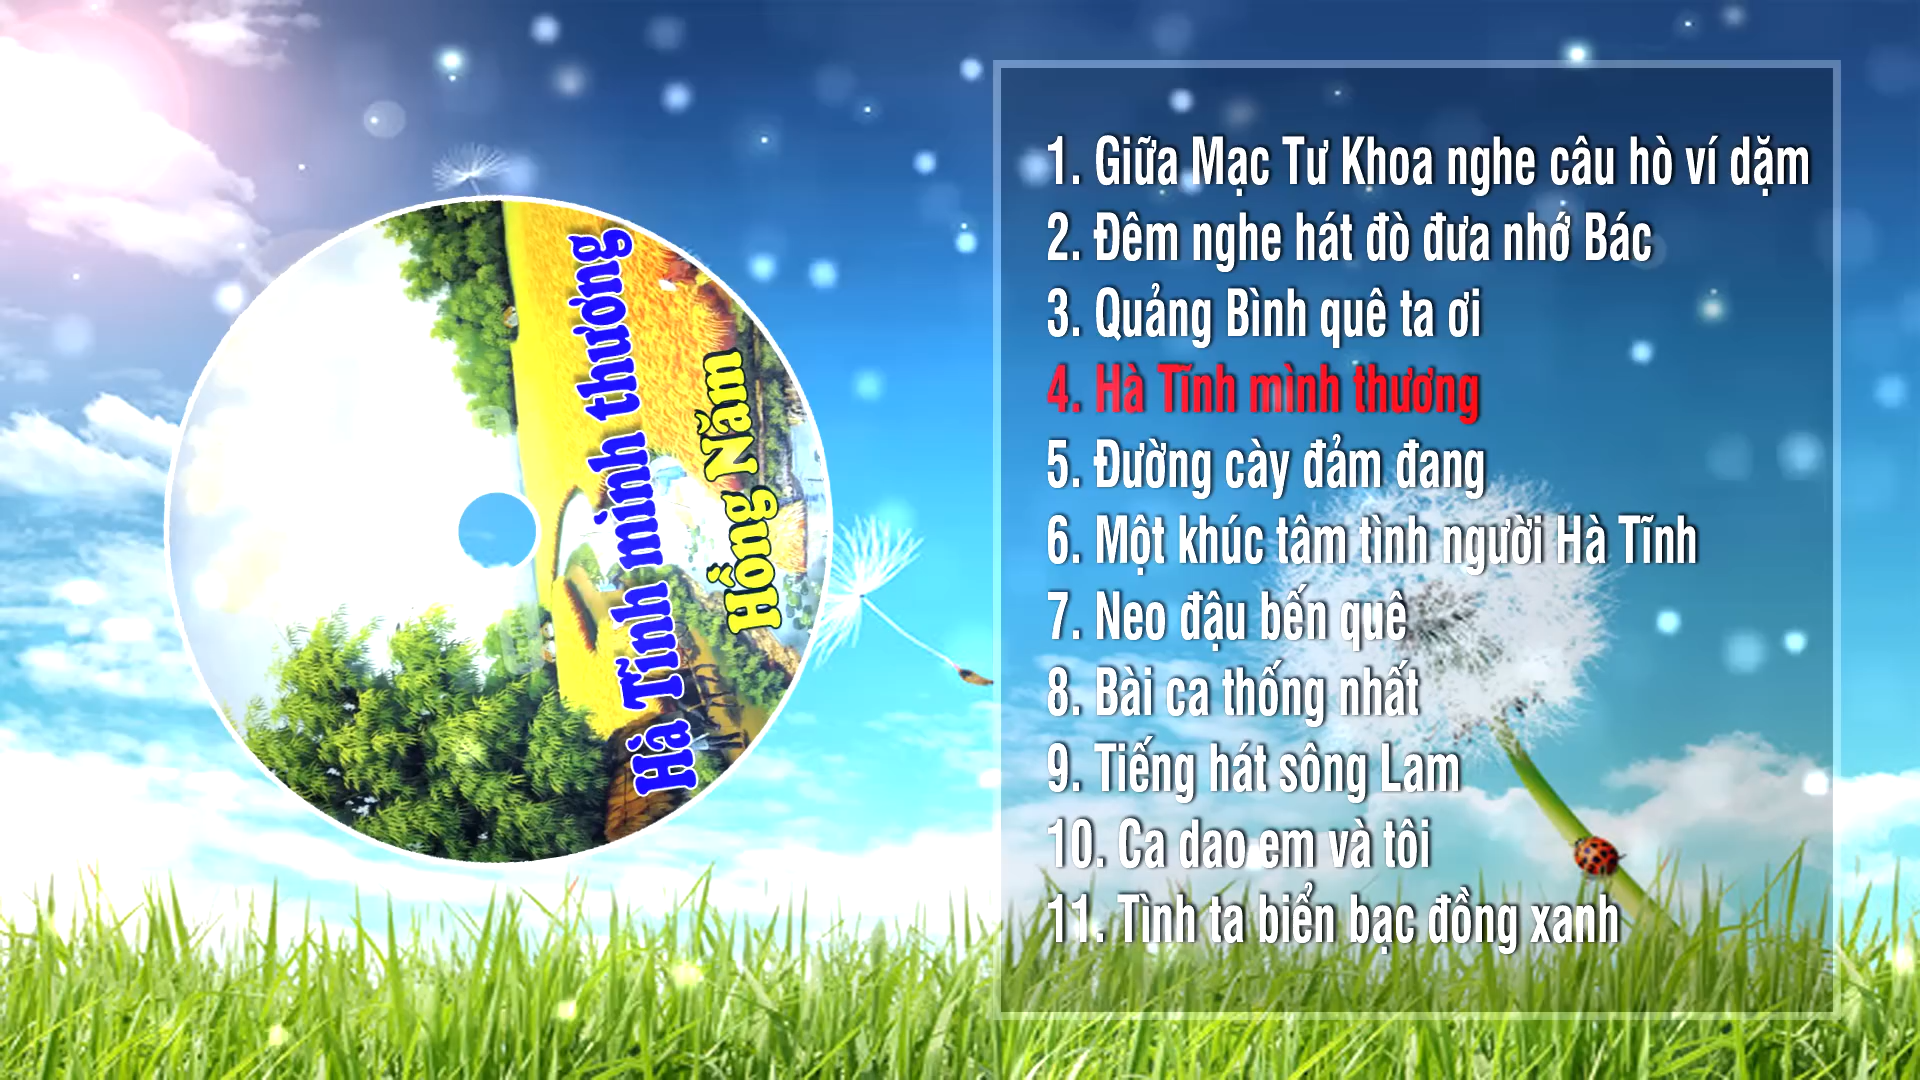 Hà Tĩnh mình thương
Hồng Năm
1. Giữa Mạc Tư Khoa nghe câu hò ví dặm
2. Đêm nghe hát đò đưa nhớ Bác
3. Quảng Bình quê ta ơi
4. Hà Tĩnh mình thương
5. Đường cày đảm đang
6. Một khúc tâm tình người Hà Tĩnh
7. Neo đậu bến quê
8. Bài ca thống nhất
9. Tiếng hát sông Lam
10. Ca dao em và tôi
11. Tình ta biển bạc đồng xanh